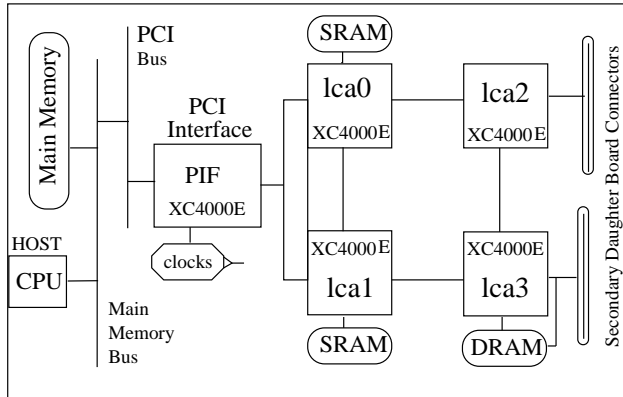 Main Memory
PCI
Bus
HOST
CPU
Main
Memory
Bus
PCI
Interface
PIF
XC4000E
clocks
SRAM
lca0
XC4000E
XC4000E
lca1
SRAM
lca2
XC4000E
XC4000E
lca3
DRAM
Secondary Daughter Board Connectors